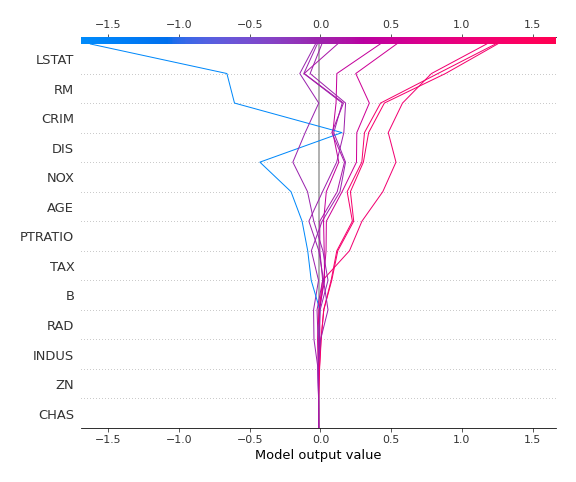 −1.5 −1.0 −0.5 0.0 0.5 1.0 1.5
LSTAT
RM
CRIM
DIS
NOX
AGE
PTRATIO
TAX
B
RAD
INDUS
ZN
CHAS
−1.5 −1.0 −0.5 0.0 0.5 1.0 1.5
Model output value